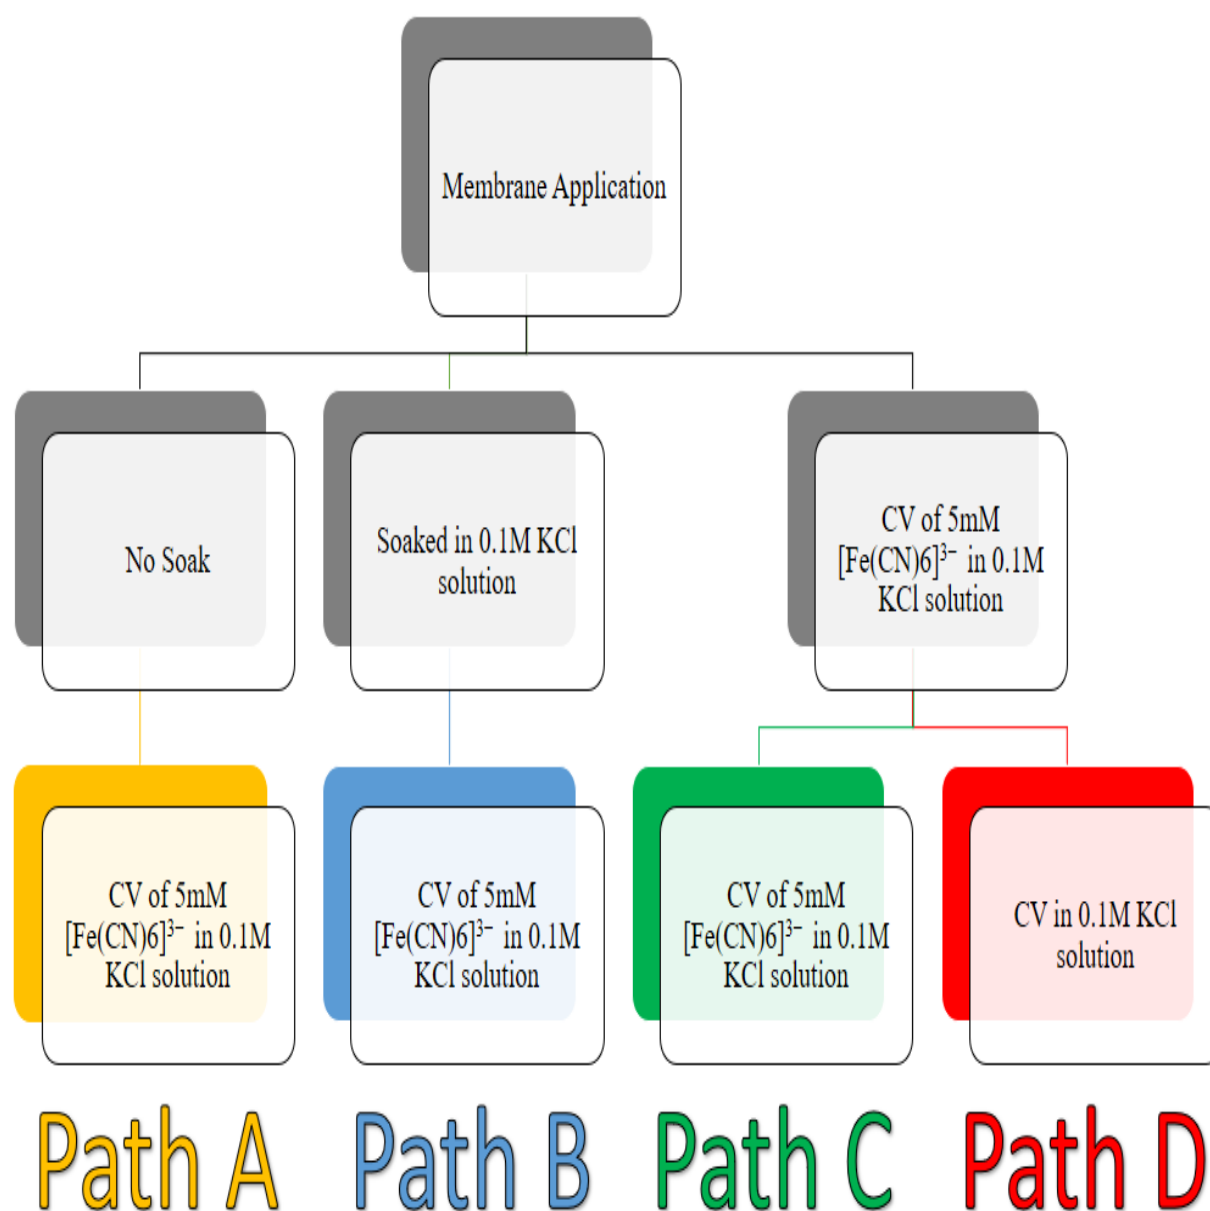 Membrane Application
No Soak
Soaked in 0.1M KCl
solution
CV of 5mM
[Fe(CN)6]³⁻ in 0.1M
KCl solution
CV of 5mM
[Fe(CN)6]³⁻ in 0.1M
KCl solution
CV of 5mM
[Fe(CN)6]³⁻ in 0.1M
KCl solution
CV of 5mM
[Fe(CN)6]³⁻ in 0.1M
KCl solution
CV in 0.1M KCl
solution
Path A
Path B
Path C
Path D